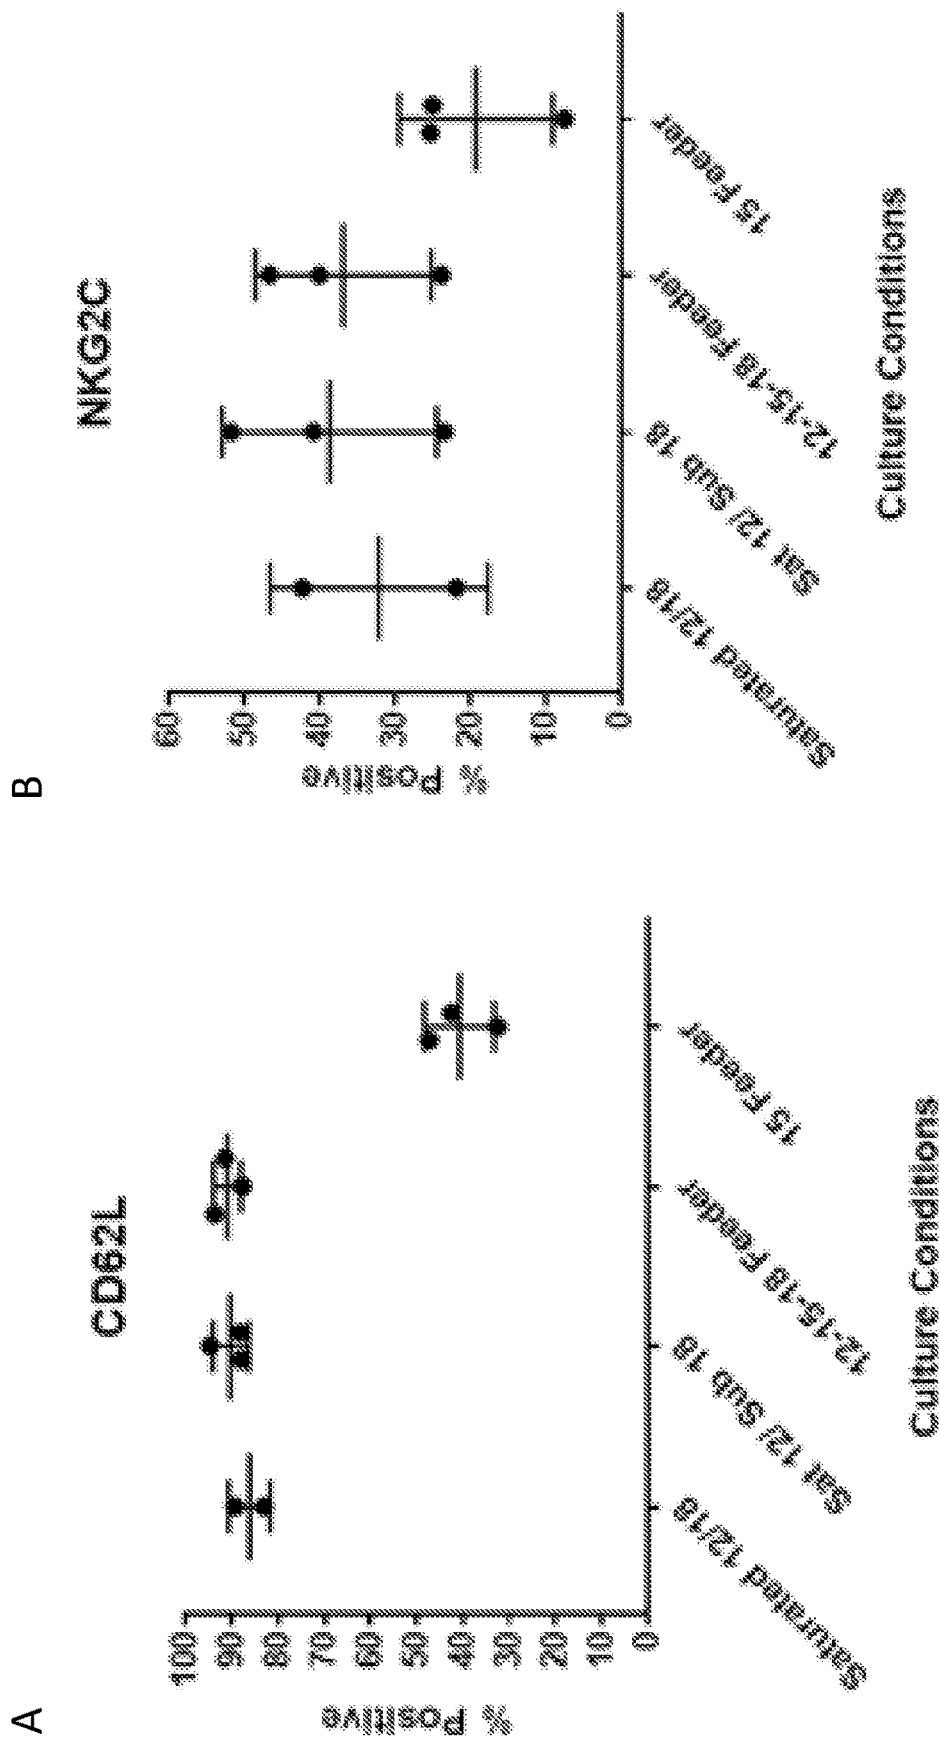 A
CD62L
% Positive
100
90
80
70
60
50
40
30
20
10
0
Saturated 12/18
Sat 12/ Sub 18
12-15-18 Feeder
15 Feeder
Culture Conditions
B
NKG2C
% Positive
60
50
40
30
20
10
0
Saturated 12/18
Sat 12/ Sub 18
12-15-18 Feeder
15 Feeder
Culture Conditions